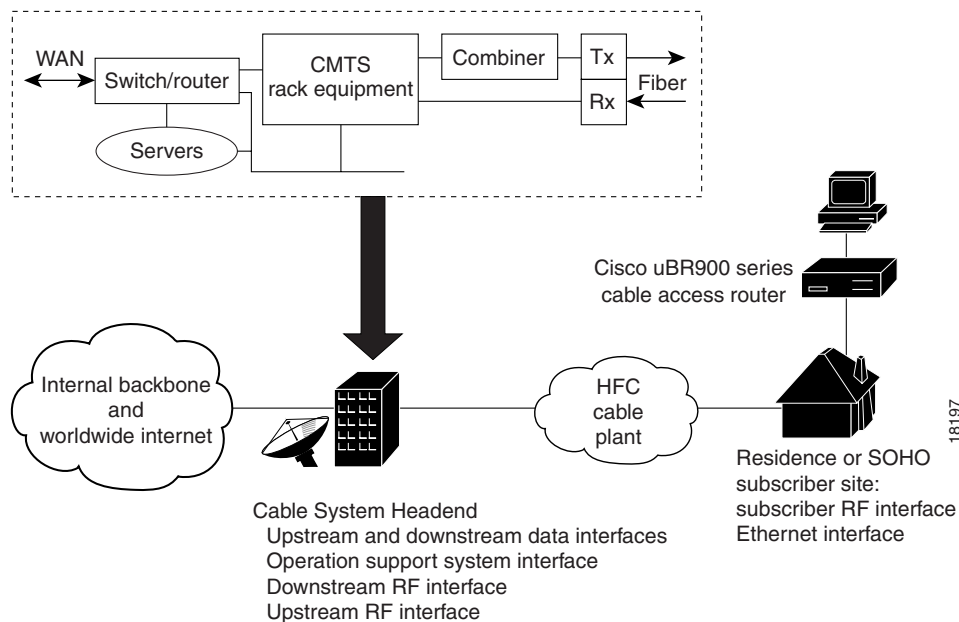 WAN
Switch/router
Servers
CMTS
rack equipment
Combiner
Tx
Rx
Fiber
Cisco uBR900 series
cable access router
Internal backbone
and
worldwide internet
HFC
cable
plant
18197
Residence or SOHO
subscriber site:
subscriber RF interface
Ethernet interface
Cable System Headend
Upstream and downstream data interfaces
Operation support system interface
Downstream RF interface
Upstream RF interface